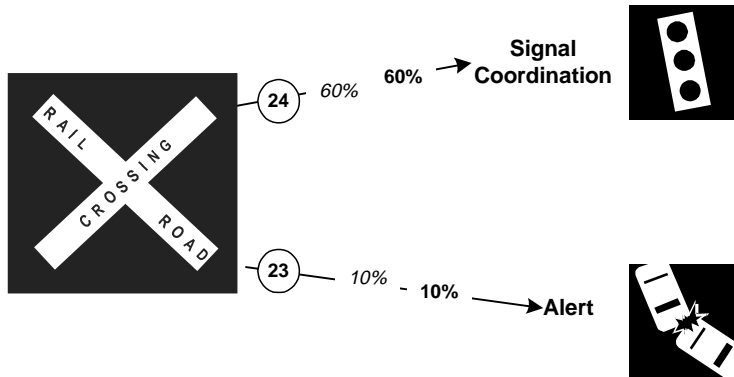 Signal
24 60% 60% Coordination
RAIL
CROSSING
ROAD
23 10% 10% Alert